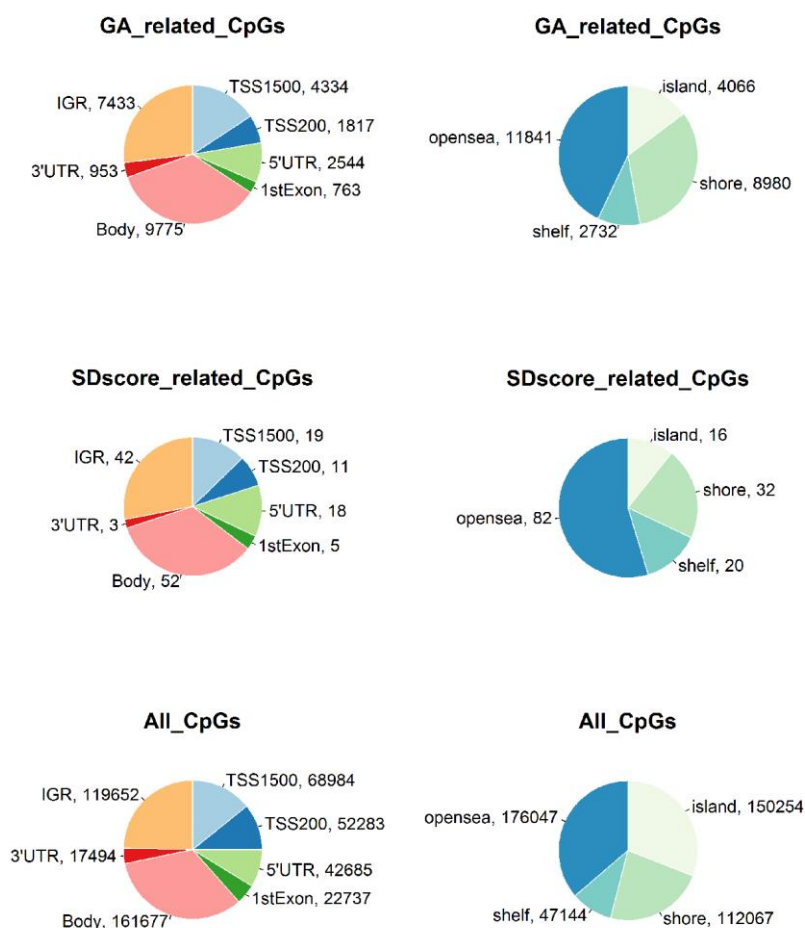 GA_related_CpGs
TSS1500, 4334
TSS200, 1817
5'UTR, 2544
1stExon, 763
Body, 9775
3'UTR, 953
IGR, 7433
GA_related_CpGs
island, 4066
shore, 8980
shelf, 2732
opensea, 11841
SDscore_related_CpGs
TSS1500, 19
TSS200, 11
5'UTR, 18
1stExon, 5
Body, 52
3'UTR, 3
IGR, 42
SDscore_related_CpGs
island, 16
shore, 32
shelf, 20
opensea, 82
All_CpGs
TSS1500, 68984
TSS200, 52283
5'UTR, 42685
1stExon, 22737
Body, 161677
3'UTR, 17494
IGR, 119652
All_CpGs
island, 150254
shore, 112067
shelf, 47144
opensea, 176047